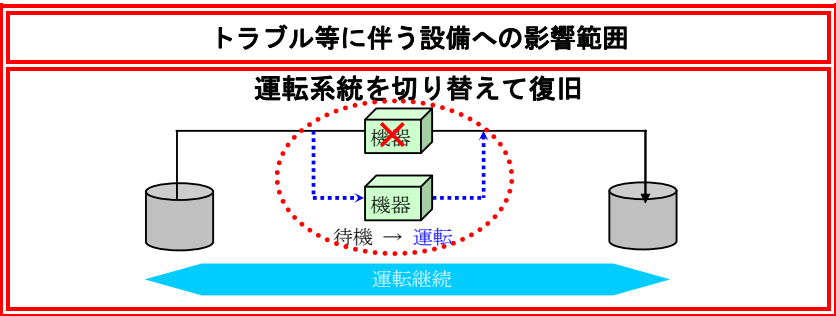 トラブル等に伴う設備への影響範囲
運転系統を切り替えて復旧
機器
機器
待機 → 運転
運転継続